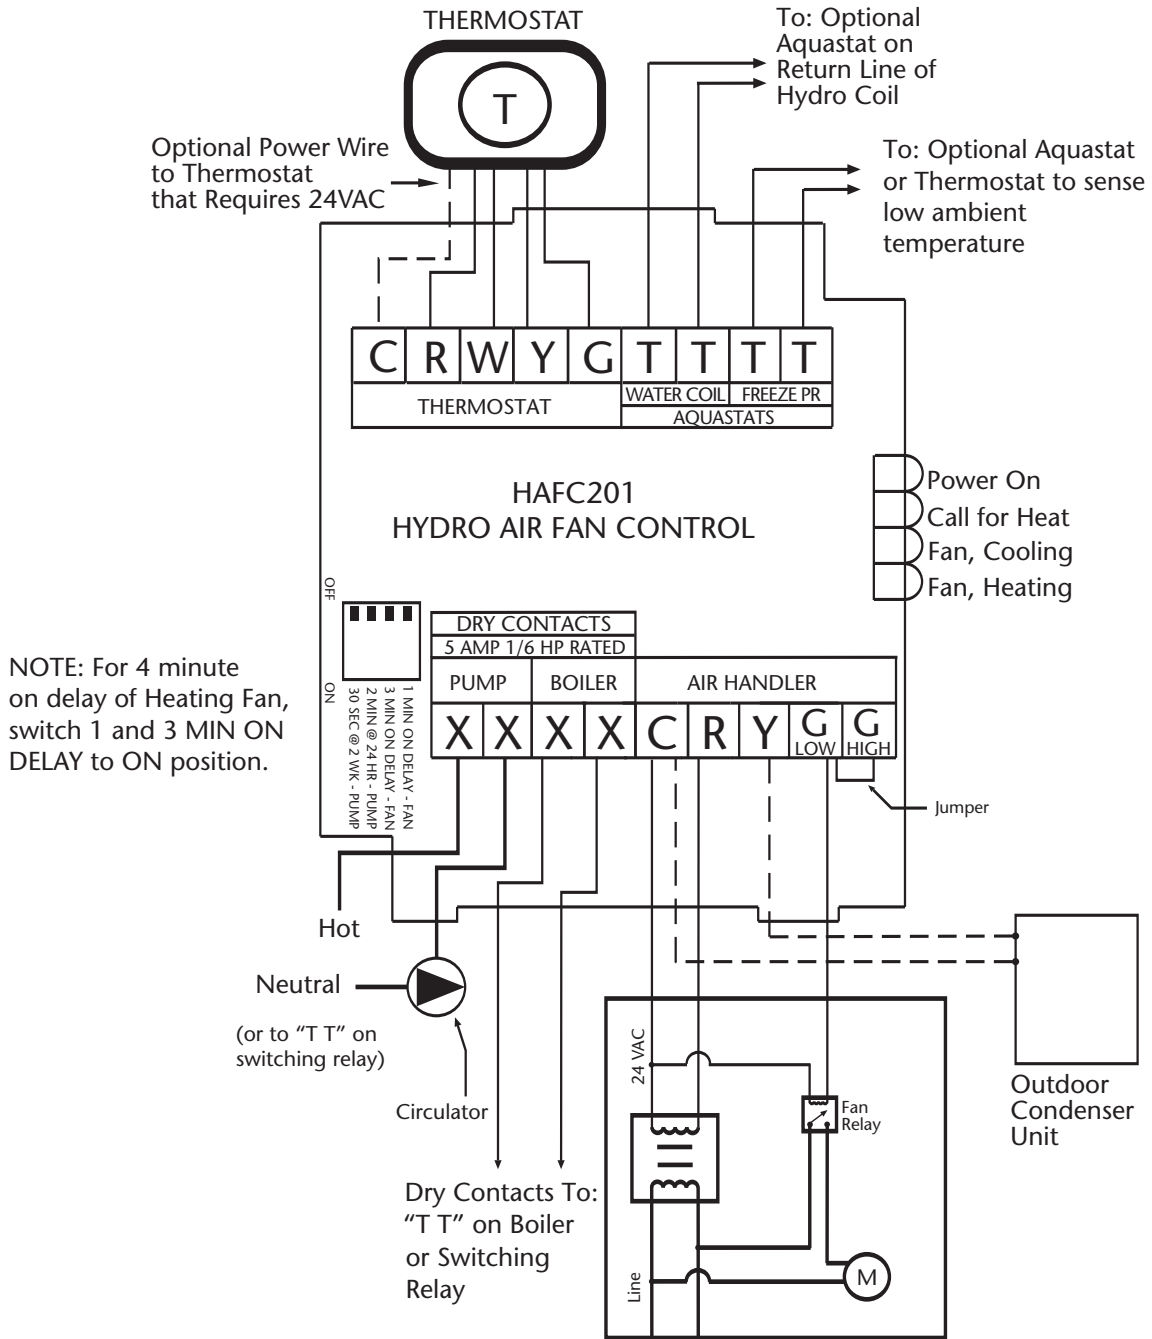 THERMOSTAT
T
To: Optional
Aquastat on
Return Line of
Hydro Coil
Optional Power Wire
to Thermostat
that Requires 24VAC
To: Optional Aquastat
or Thermostat to sense
low ambient
temperature
C R W Y G T T T T
THERMOSTAT
WATER COIL FREEZE PR
AQUASTATS
HAFC201
HYDRO AIR FAN CONTROL
Power On
Call for Heat
Fan, Cooling
Fan, Heating
OFF
ON
30 SEC @ 2 WK - PUMP
2 MIN @ 24 HR - PUMP
3 MIN ON DELAY - FAN
1 MIN ON DELAY - FAN
NOTE: For 4 minute
on delay of Heating Fan,
switch 1 and 3 MIN ON
DELAY to ON position.
DRY CONTACTS
5 AMP 1/6 HP RATED
PUMP BOILER AIR HANDLER
X X X X C R Y G G
LOW HIGH
Jumper
Hot
Neutral
(or to “T T” on
switching relay)
Circulator
Dry Contacts To:
“T T” on Boiler
or Switching
Relay
24 VAC
Fan
Relay
Line
M
Outdoor
Condenser
Unit